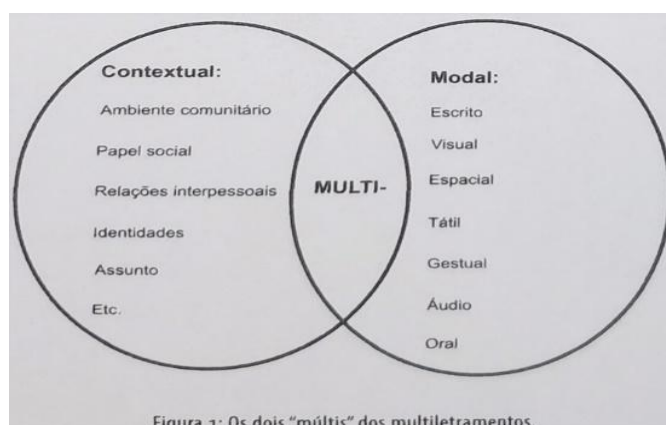 Contextual:
Ambiente comunitário
Papel social
Relações interpessoais
Identidades
Assunto
Etc.
MULTI-
Modal:
Escrito
Visual
Espacial
Tátil
Gestual
Áudio
Oral
Figura 1: Os dois "múltis" dos multiletramentos